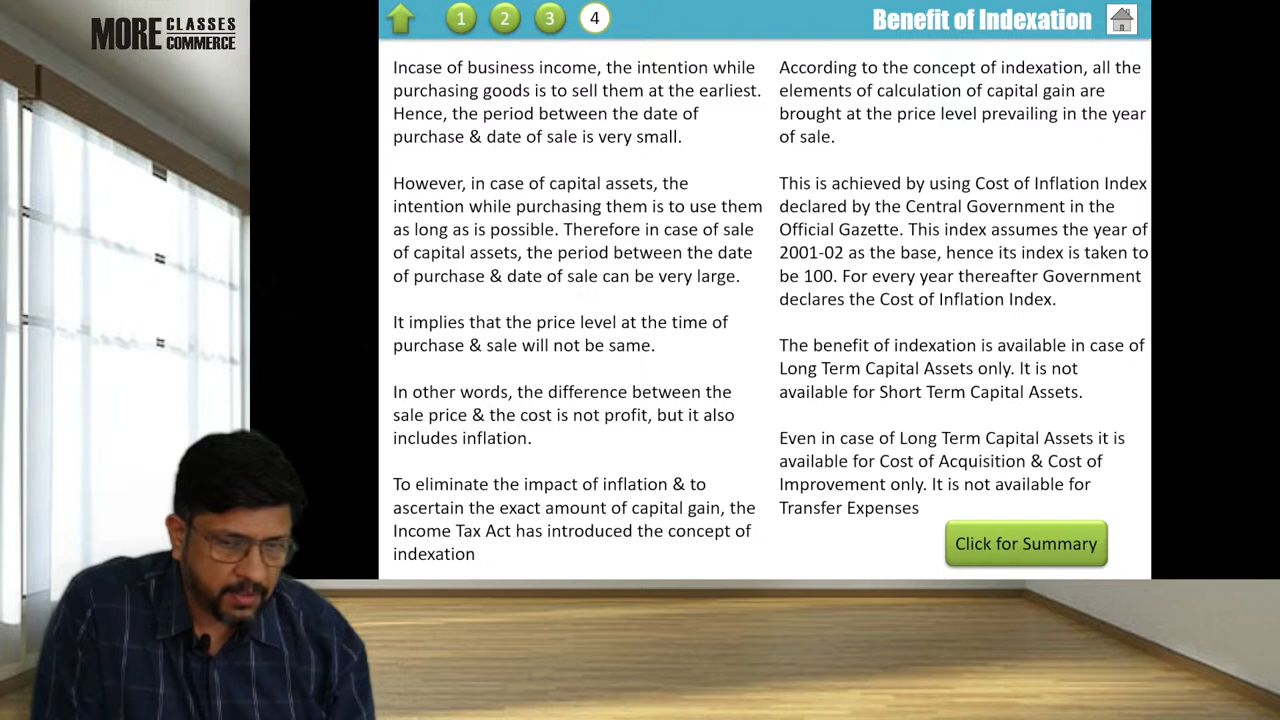 MORE CLASSES COMMERCE
1 2 3 4
Benefit of Indexation
Incase of business income, the intention while
purchasing goods is to sell them at the earliest.
Hence, the period between the date of
purchase & date of sale is very small.
However, in case of capital assets, the
intention while purchasing them is to use them
as long as is possible. Therefore in case of sale
of capital assets, the period between the date
of purchase & date of sale can be very large.
It implies that the price level at the time of
purchase & sale will not be same.
In other words, the difference between the
sale price & the cost is not profit, but it also
includes inflation.
To eliminate the impact of inflation & to
ascertain the exact amount of capital gain, the
Income Tax Act has introduced the concept of
indexation
According to the concept of indexation, all the
elements of calculation of capital gain are
brought at the price level prevailing in the year
of sale.
This is achieved by using Cost of Inflation Index
declared by the Central Government in the
Official Gazette. This index assumes the year of
2001-02 as the base, hence its index is taken to
be 100. For every year thereafter Government
declares the Cost of Inflation Index.
The benefit of indexation is available in case of
Long Term Capital Assets only. It is not
available for Short Term Capital Assets.
Even in case of Long Term Capital Assets it is
available for Cost of Acquisition & Cost of
Improvement only. It is not available for
Transfer Expenses
Click for Summary